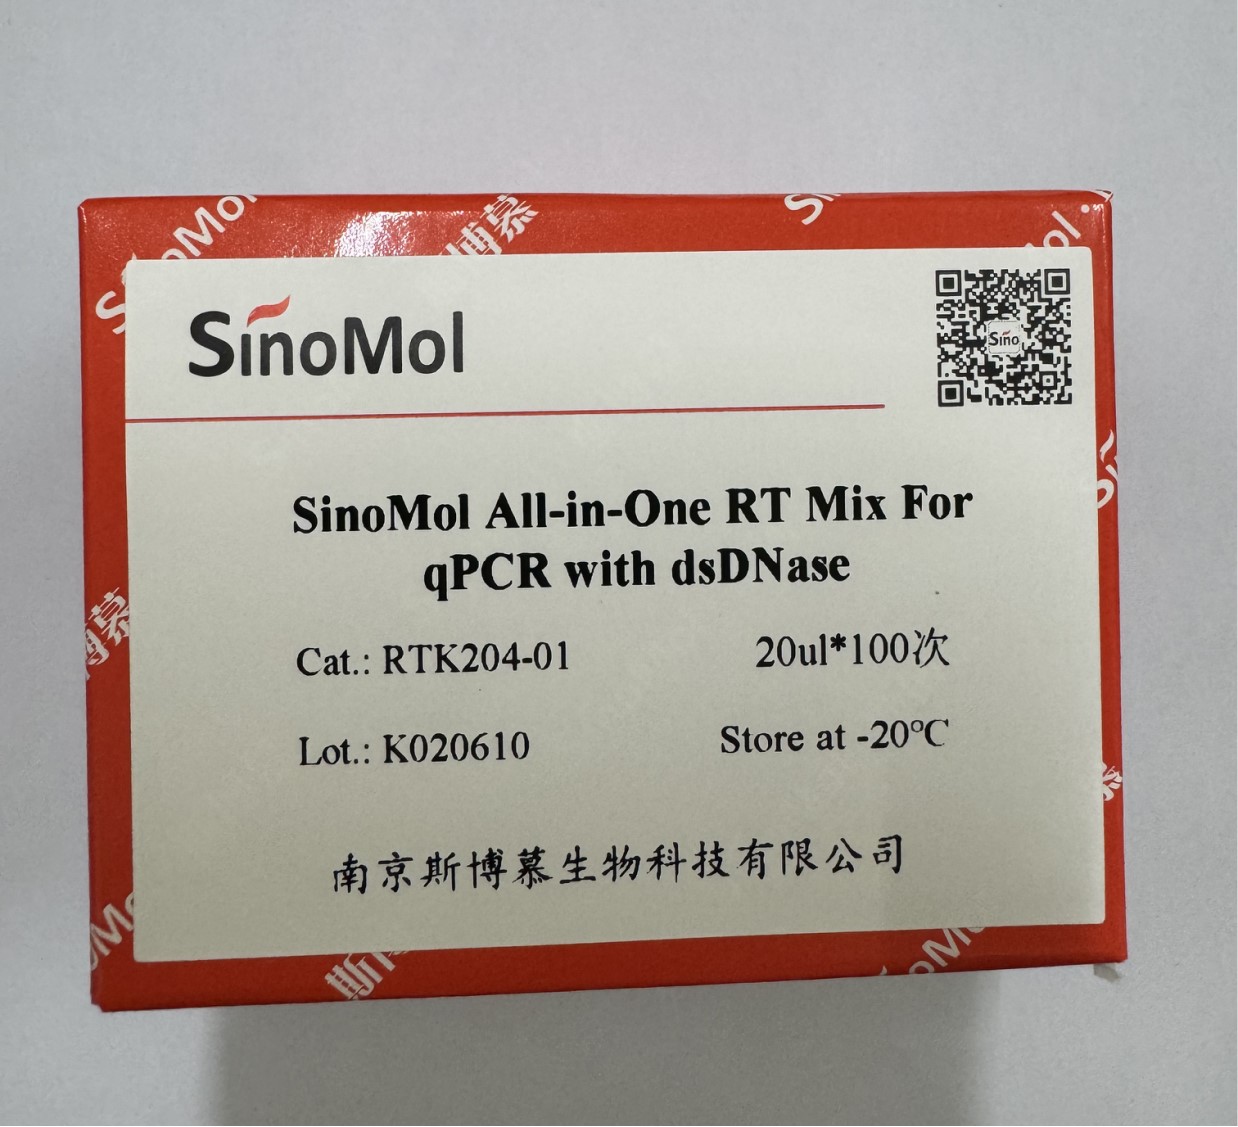 SinoMol
Sino
SinoMol All-in-One RT Mix For
qPCR with dsDNase
Cat.: RTK204-01
20ul*100次
Lot.: K020610
Store at -20℃
南京斯博慕生物科技有限公司